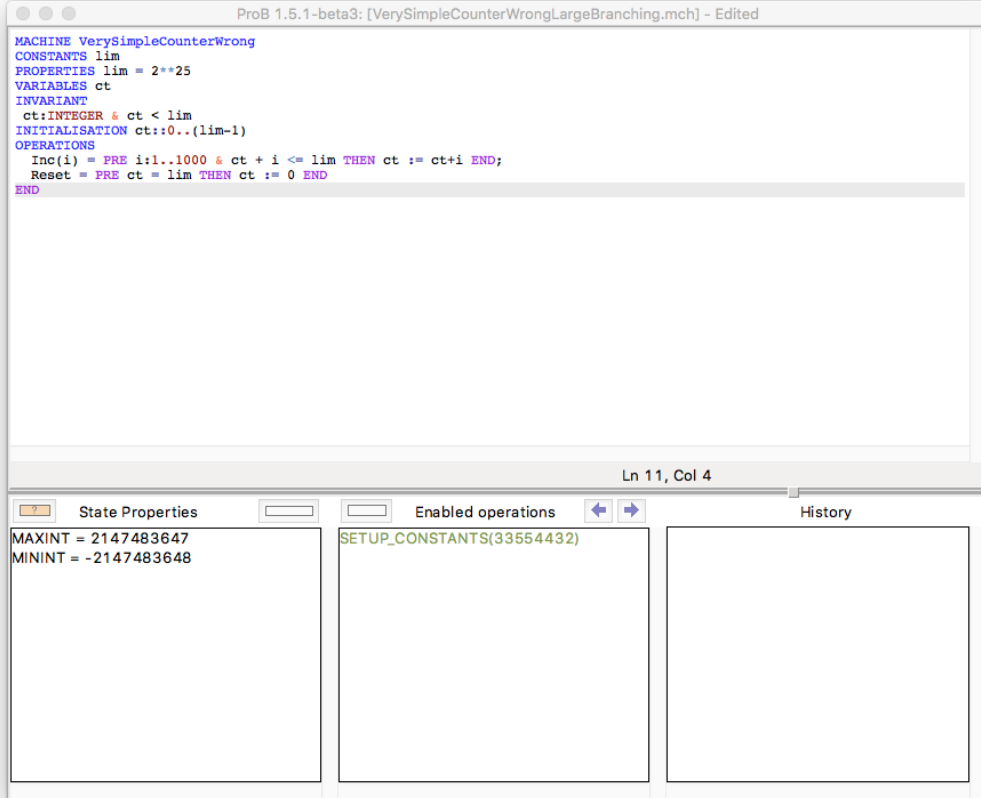 ProB 1.5.1-beta3: [VerySimpleCounterWrongLargeBranching.mch] - Edited
MACHINE VerySimpleCounterWrong
CONSTANTS lim
PROPERTIES lim = 2**25
VARIABLES ct
INVARIANT
 ct:INTEGER & ct < lim
INITIALISATION ct::0..(lim-1)
OPERATIONS
  Inc(i) = PRE i:1..1000 & ct + i <= lim THEN ct := ct+i END;
  Reset = PRE ct = lim THEN ct := 0 END
END
Ln 11, Col 4
? State Properties Enabled operations History
MAXINT = 2147483647
MININT = -2147483648
SETUP_CONSTANTS(33554432)